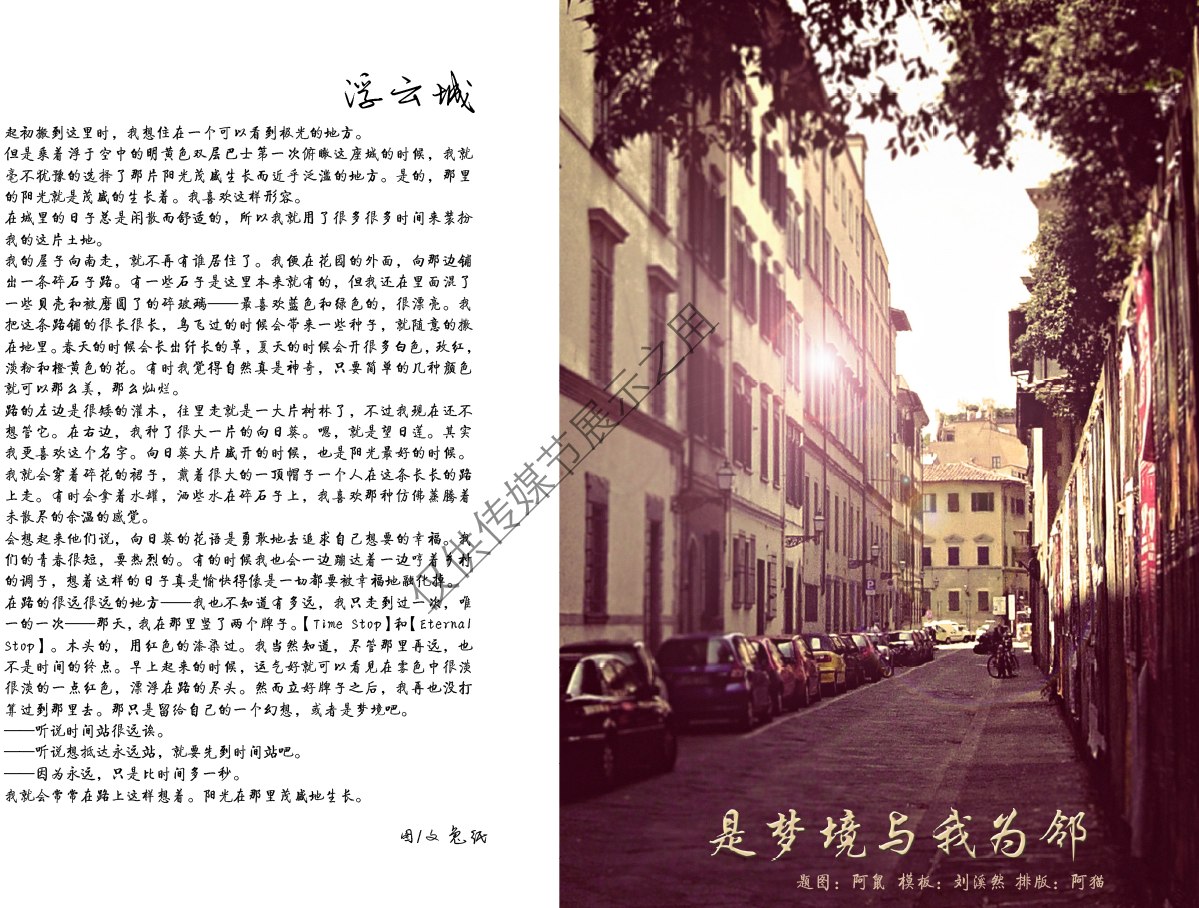 浮云城
起初搬到这里时，我想住在一个可以看到极光的地方。
但是乘着浮于空中的明黄色双层巴士第一次俯瞰这座城的时候，我就
毫不犹豫的选择了那片阳光茂盛生长而近乎泛滥的地方。是的，那里
的阳光就是茂盛的生长着。我喜欢这样形容。
在城里的日子总是闲散而舒适的，所以我就用了很多很多时间来装扮
我的这片土地。
我的屋子向南走，就不再有谁居住了。我便在花园的外面，向那边铺
出一条碎石子路。有一些石子是这里本来就有的，但我还在里面混了
一些贝壳和被磨圆了的碎玻璃——最喜欢蓝色和绿色的，很漂亮。我
把这条路铺的很长很长，鸟飞过的时候会带来一些种子，就随意的撒
在地里。春天的时候会长出纤长的草，夏天的时候会开很多白色，玫红，
淡粉和橙黄色的花。有时我觉得自然真是神奇，只要简单的几种颜色
就可以那么美，那么灿烂。
路的左边是很矮的灌木，往里走就是一大片树林了，不过我现在还不
想管它。在右边，我种了很大一片的向日葵。嗯，就是望日莲。其实
我更喜欢这个名字。向日葵大片盛开的时候，也是阳光最好的时候。
我就会穿着碎花的裙子，戴着很大的一顶帽子一个人在这条长长的路
上走。有时会拿着水罐，洒些水在碎石子上，我喜欢那种仿佛蒸腾着
未散尽的余温的感觉。
会想起来他们说，向日葵的花语是勇敢地去追求自己想要的幸福。我
们的青春很短，要热烈的。有的时候我也会一边蹦达着一边哼着乡村
的调子，想着这样的日子真是愉快得像是一切都要被幸福地融化掉。
在路的很远很远的地方——我也不知道有多远，我只走到过一次，唯
一的一次——那天，我在那里竖了两个牌子。【Time Stop】和【Eternal
Stop】。木头的，用红色的漆染过。我当然知道，尽管那里再远，也
不是时间的终点。早上起来的时候，运气好就可以看见在雾色中很淡
很淡的一点红色，漂浮在路的尽头。然而立好牌子之后，我再也没打
算过到那里去。那只是留给自己的一个幻想，或者是梦境吧。
——听说时间站很远诶。
——听说想抵达永远站，就要先到时间站吧。
——因为永远，只是比时间多一秒。
我就会常常在路上这样想着。阳光在那里茂盛地生长。
图/文 兔纸
仅供传媒节展示之用
P
是梦境与我为邻
题图：阿鼠 模板：刘溪然 排版：阿猫